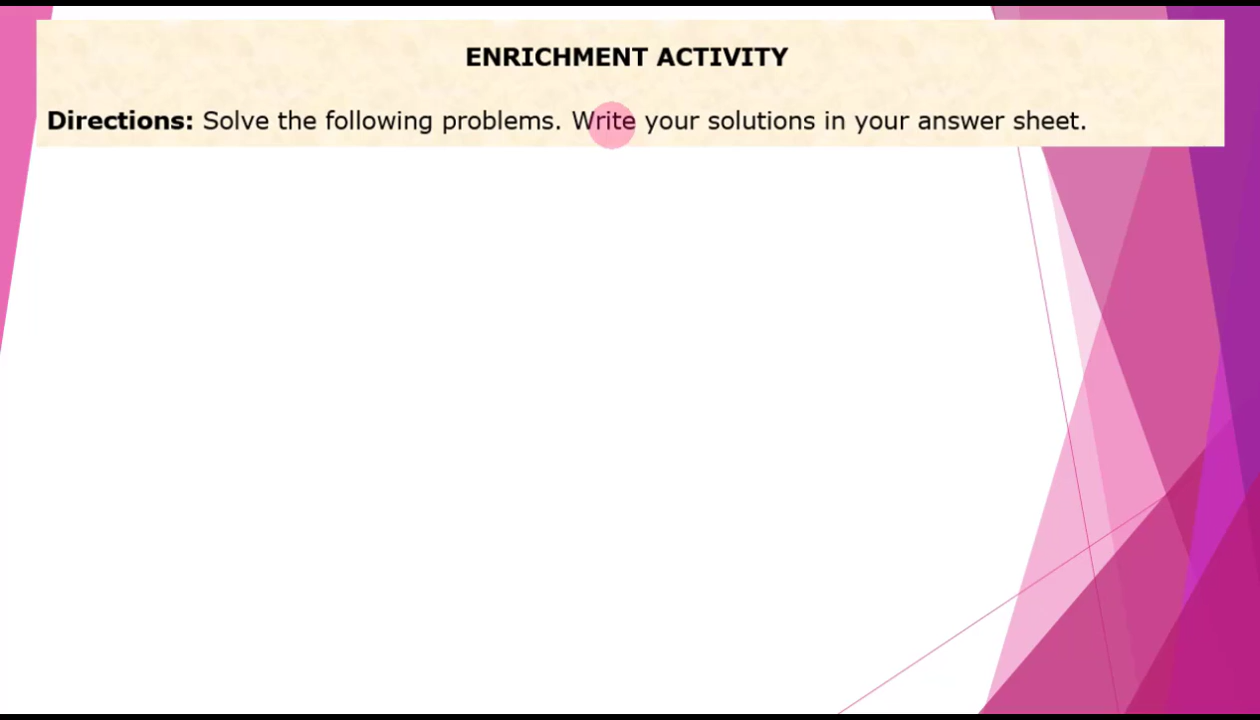 ENRICHMENT ACTIVITY
Directions: Solve the following problems. Write your solutions in your answer sheet.